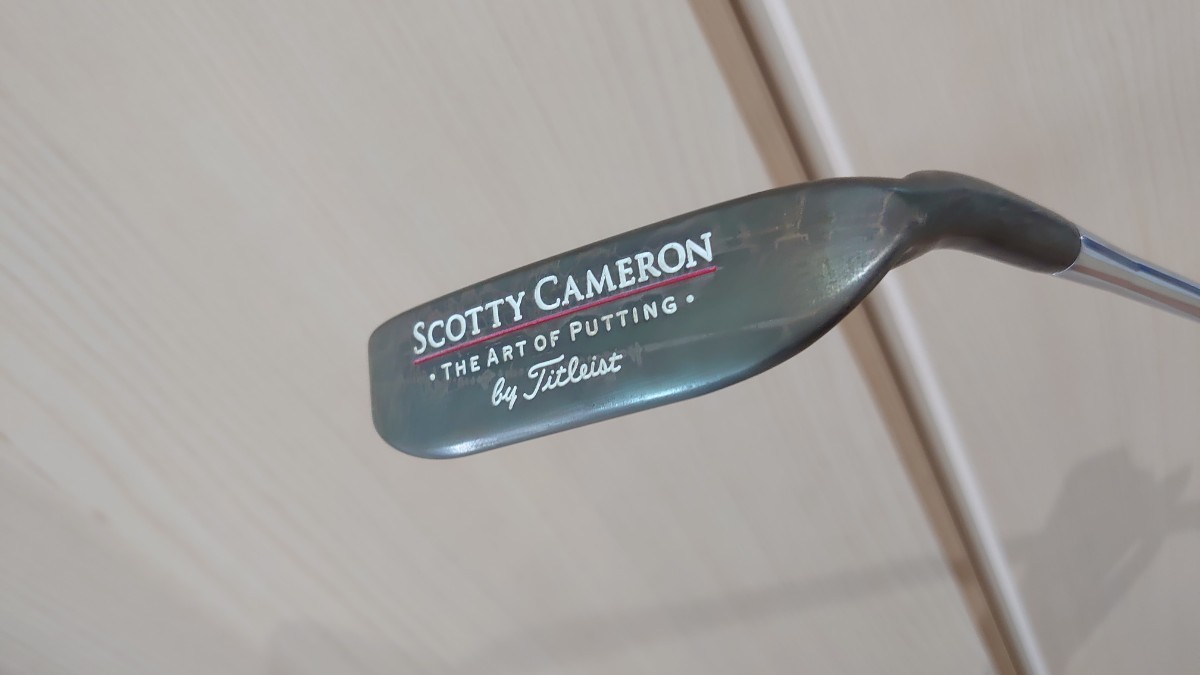 SCOTTY CAMERON
• THE ART OF PUTTING •
by Titleist